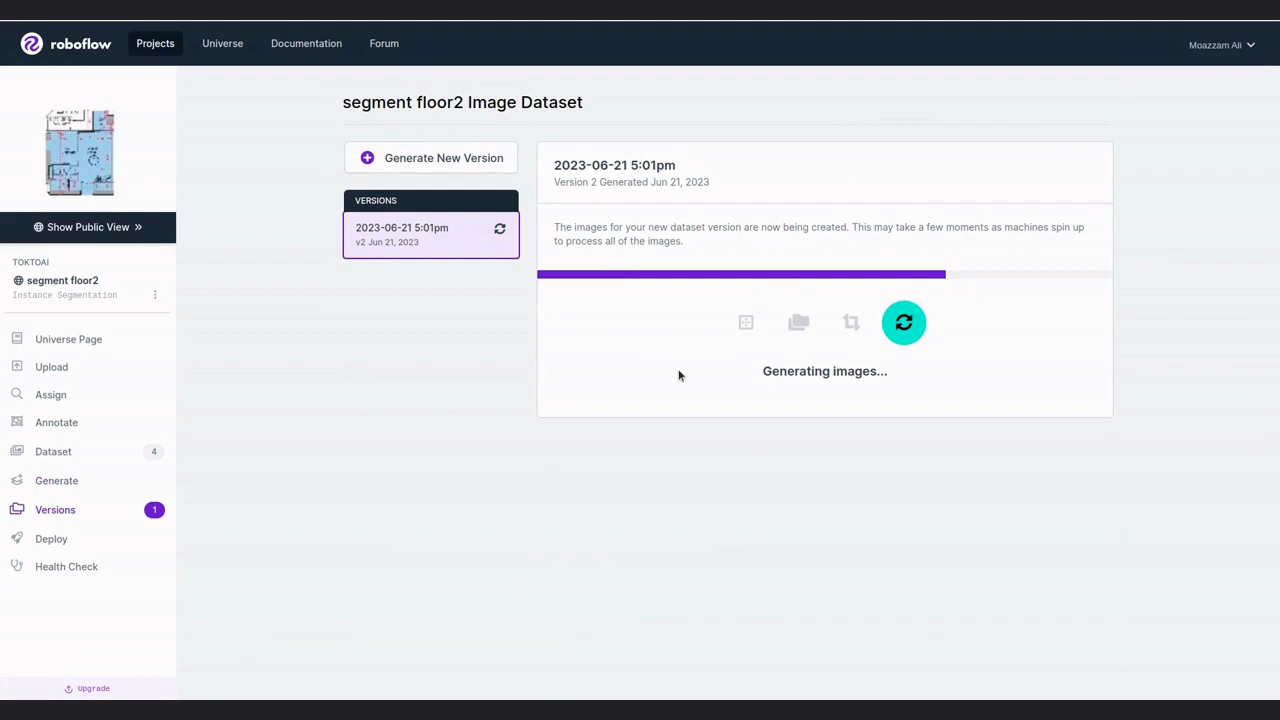 roboflow
Projects
Universe
Documentation
Forum
Moazzam Ali
Show Public View »
TOKTOAI
segment floor2
Instance Segmentation
Universe Page
Upload
Assign
Annotate
Dataset 4
Generate
Versions 1
Deploy
Health Check
Upgrade
segment floor2 Image Dataset
Generate New Version
VERSIONS
2023-06-21 5:01pm
v2 Jun 21, 2023
2023-06-21 5:01pm
Version 2 Generated Jun 21, 2023
The images for your new dataset version are now being created. This may take a few moments as machines spin up
to process all of the images.
Generating images...